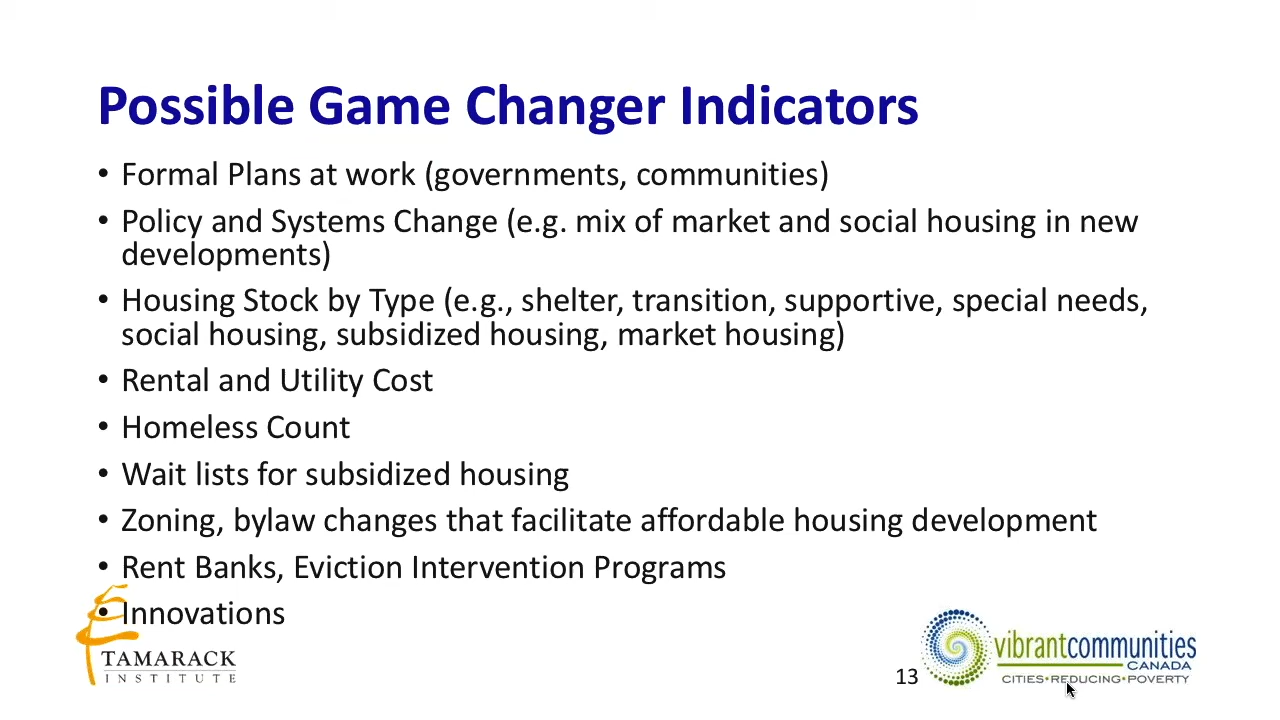 Possible Game Changer Indicators
• Formal Plans at work (governments, communities)
• Policy and Systems Change (e.g. mix of market and social housing in new
developments)
• Housing Stock by Type (e.g., shelter, transition, supportive, special needs,
social housing, subsidized housing, market housing)
• Rental and Utility Cost
• Homeless Count
• Wait lists for subsidized housing
• Zoning, bylaw changes that facilitate affordable housing development
• Rent Banks, Eviction Intervention Programs
• Innovations
TAMARACK
INSTITUTE
13
vibrantcommunities
CANADA
CITIES•REDUCING•POVERTY